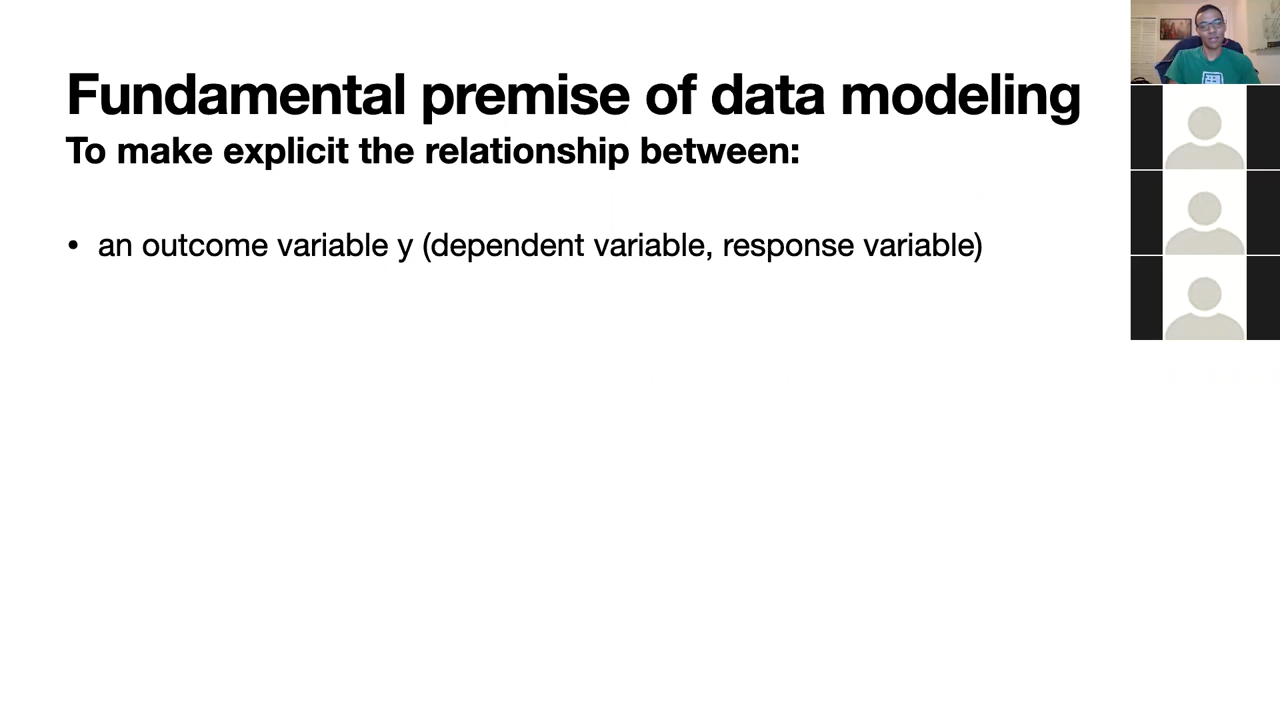 Fundamental premise of data modeling
To make explicit the relationship between:
• an outcome variable y (dependent variable, response variable)